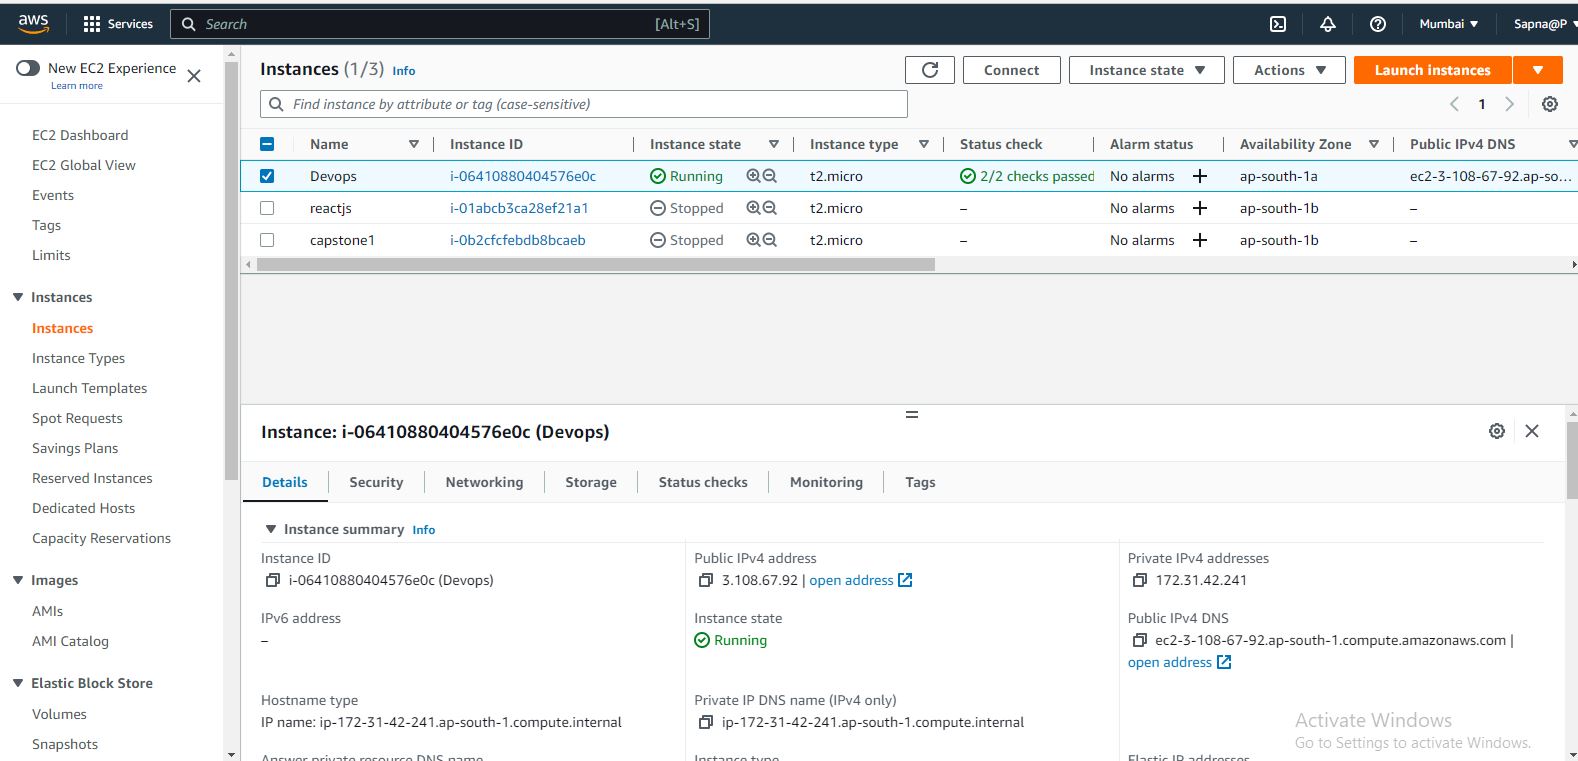 aws Services Search [Alt+S] Mumbai Sapna@P
New EC2 Experience
Learn more
EC2 Dashboard
EC2 Global View
Events
Tags
Limits
Instances
Instances
Instance Types
Launch Templates
Spot Requests
Savings Plans
Reserved Instances
Dedicated Hosts
Capacity Reservations
Images
AMIs
AMI Catalog
Elastic Block Store
Volumes
Snapshots
Instances (1/3) Info Connect Instance state Actions Launch instances
Find instance by attribute or tag (case-sensitive) 1
Name Instance ID Instance state Instance type Status check Alarm status Availability Zone Public IPv4 DNS
Devops i-06410880404576e0c Running t2.micro 2/2 checks passed No alarms ap-south-1a ec2-3-108-67-92.ap-so...
reactjs i-01abcb3ca28ef21a1 Stopped t2.micro – No alarms ap-south-1b –
capstone1 i-0b2cfcfebdb8bcaeb Stopped t2.micro – No alarms ap-south-1b –
Instance: i-06410880404576e0c (Devops)
Details Security Networking Storage Status checks Monitoring Tags
Instance summary Info
Instance ID
i-06410880404576e0c (Devops)
Public IPv4 address
3.108.67.92 | open address
Private IPv4 addresses
172.31.42.241
IPv6 address
–
Instance state
Running
Public IPv4 DNS
ec2-3-108-67-92.ap-south-1.compute.amazonaws.com |
open address
Hostname type
IP name: ip-172-31-42-241.ap-south-1.compute.internal
Private IP DNS name (IPv4 only)
ip-172-31-42-241.ap-south-1.compute.internal
Activate Windows
Go to Settings to activate Windows.
Answer private resource DNS name
Instance type
Elastic IP addresses